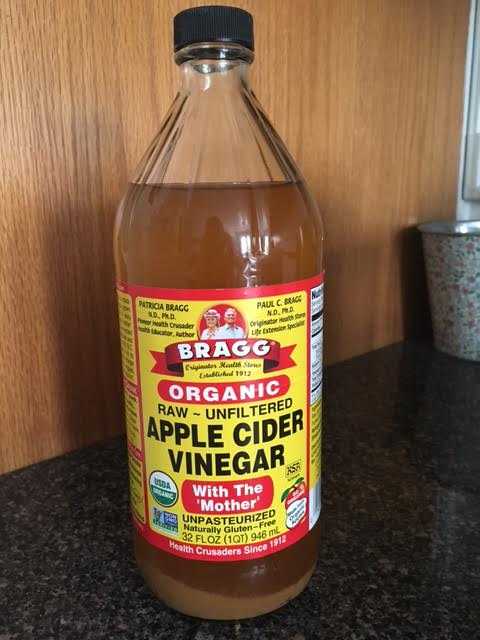 PATRICIA BRAGG
N.D., Ph.D.
Pioneer Health Crusader
Health Educator, Author
PAUL C. BRAGG
N.D., Ph.D.
Originator Health Stores
Life Extension Specialist
BRAGG
Originator Health Stores
Established 1912
ORGANIC
RAW ~ UNFILTERED
APPLE CIDER
VINEGAR
USDA
ORGANIC
With The
'Mother'
KSA
UNPASTEURIZED
Naturally Gluten-Free
32 FLOZ (1QT) 946 mL
Health Crusaders Since 1912